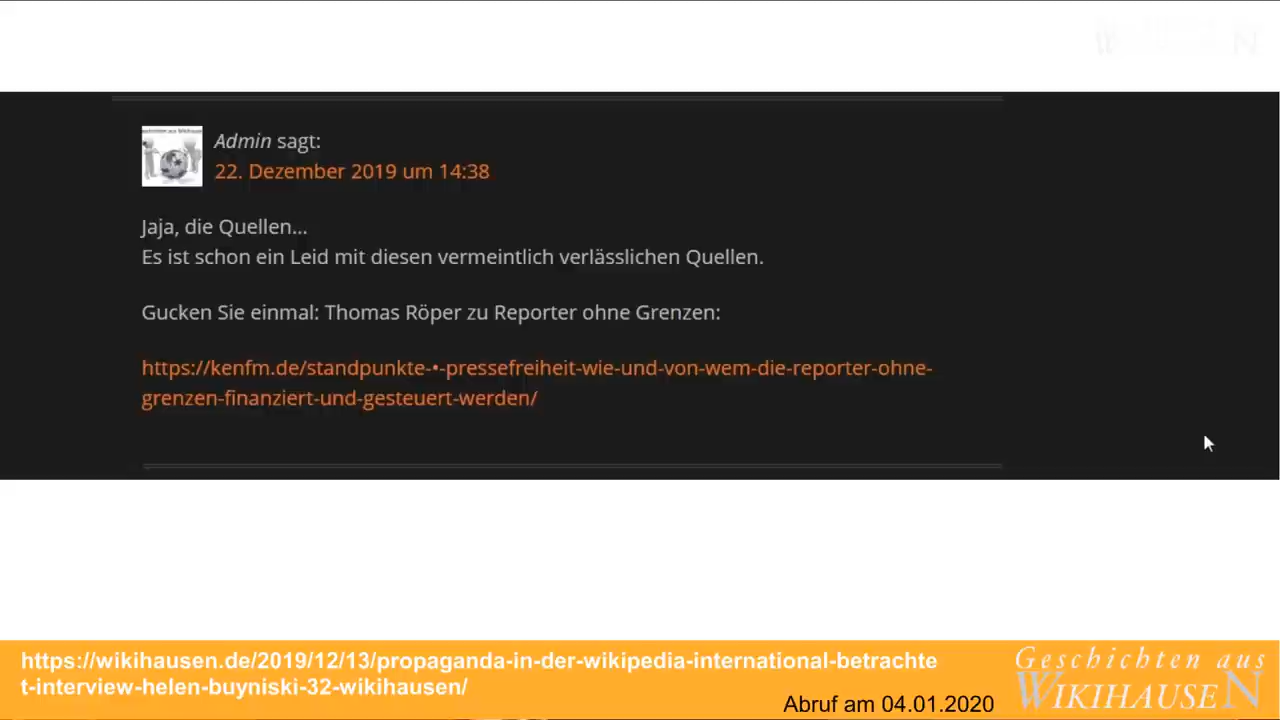 Admin sagt:
22. Dezember 2019 um 14:38
Jaja, die Quellen...
Es ist schon ein Leid mit diesen vermeintlich verlässlichen Quellen.
Gucken Sie einmal: Thomas Röper zu Reporter ohne Grenzen:
https://kenfm.de/standpunkte-•-pressefreiheit-wie-und-von-wem-die-reporter-ohne-
grenzen-finanziert-und-gesteuert-werden/
https://wikihausen.de/2019/12/13/propaganda-in-der-wikipedia-international-betrachte
t-interview-helen-buyniski-32-wikihausen/
Abruf am 04.01.2020
Geschichten aus
WIKIHAUSEN